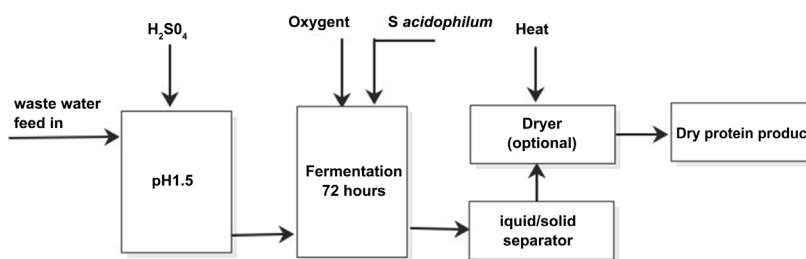 H₂S0₄
Oxygent
S acidophilum
Heat
waste water
feed in
pH1.5
Fermentation
72 hours
Dryer
(optional)
Dry protein produc
iquid/solid
separator